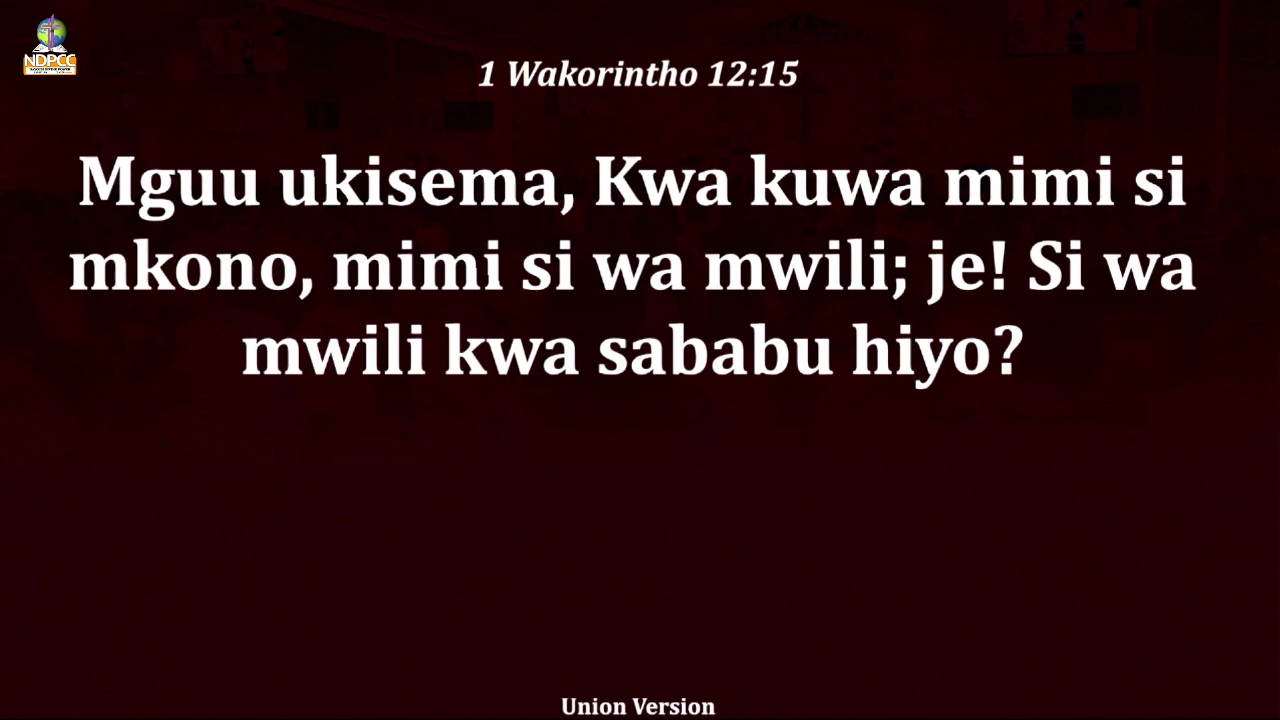 NDPCC
1 Wakorintho 12:15
Mguu ukisema, Kwa kuwa mimi si
mkono, mimi si wa mwili; je! Si wa
mwili kwa sababu hiyo?
Union Version